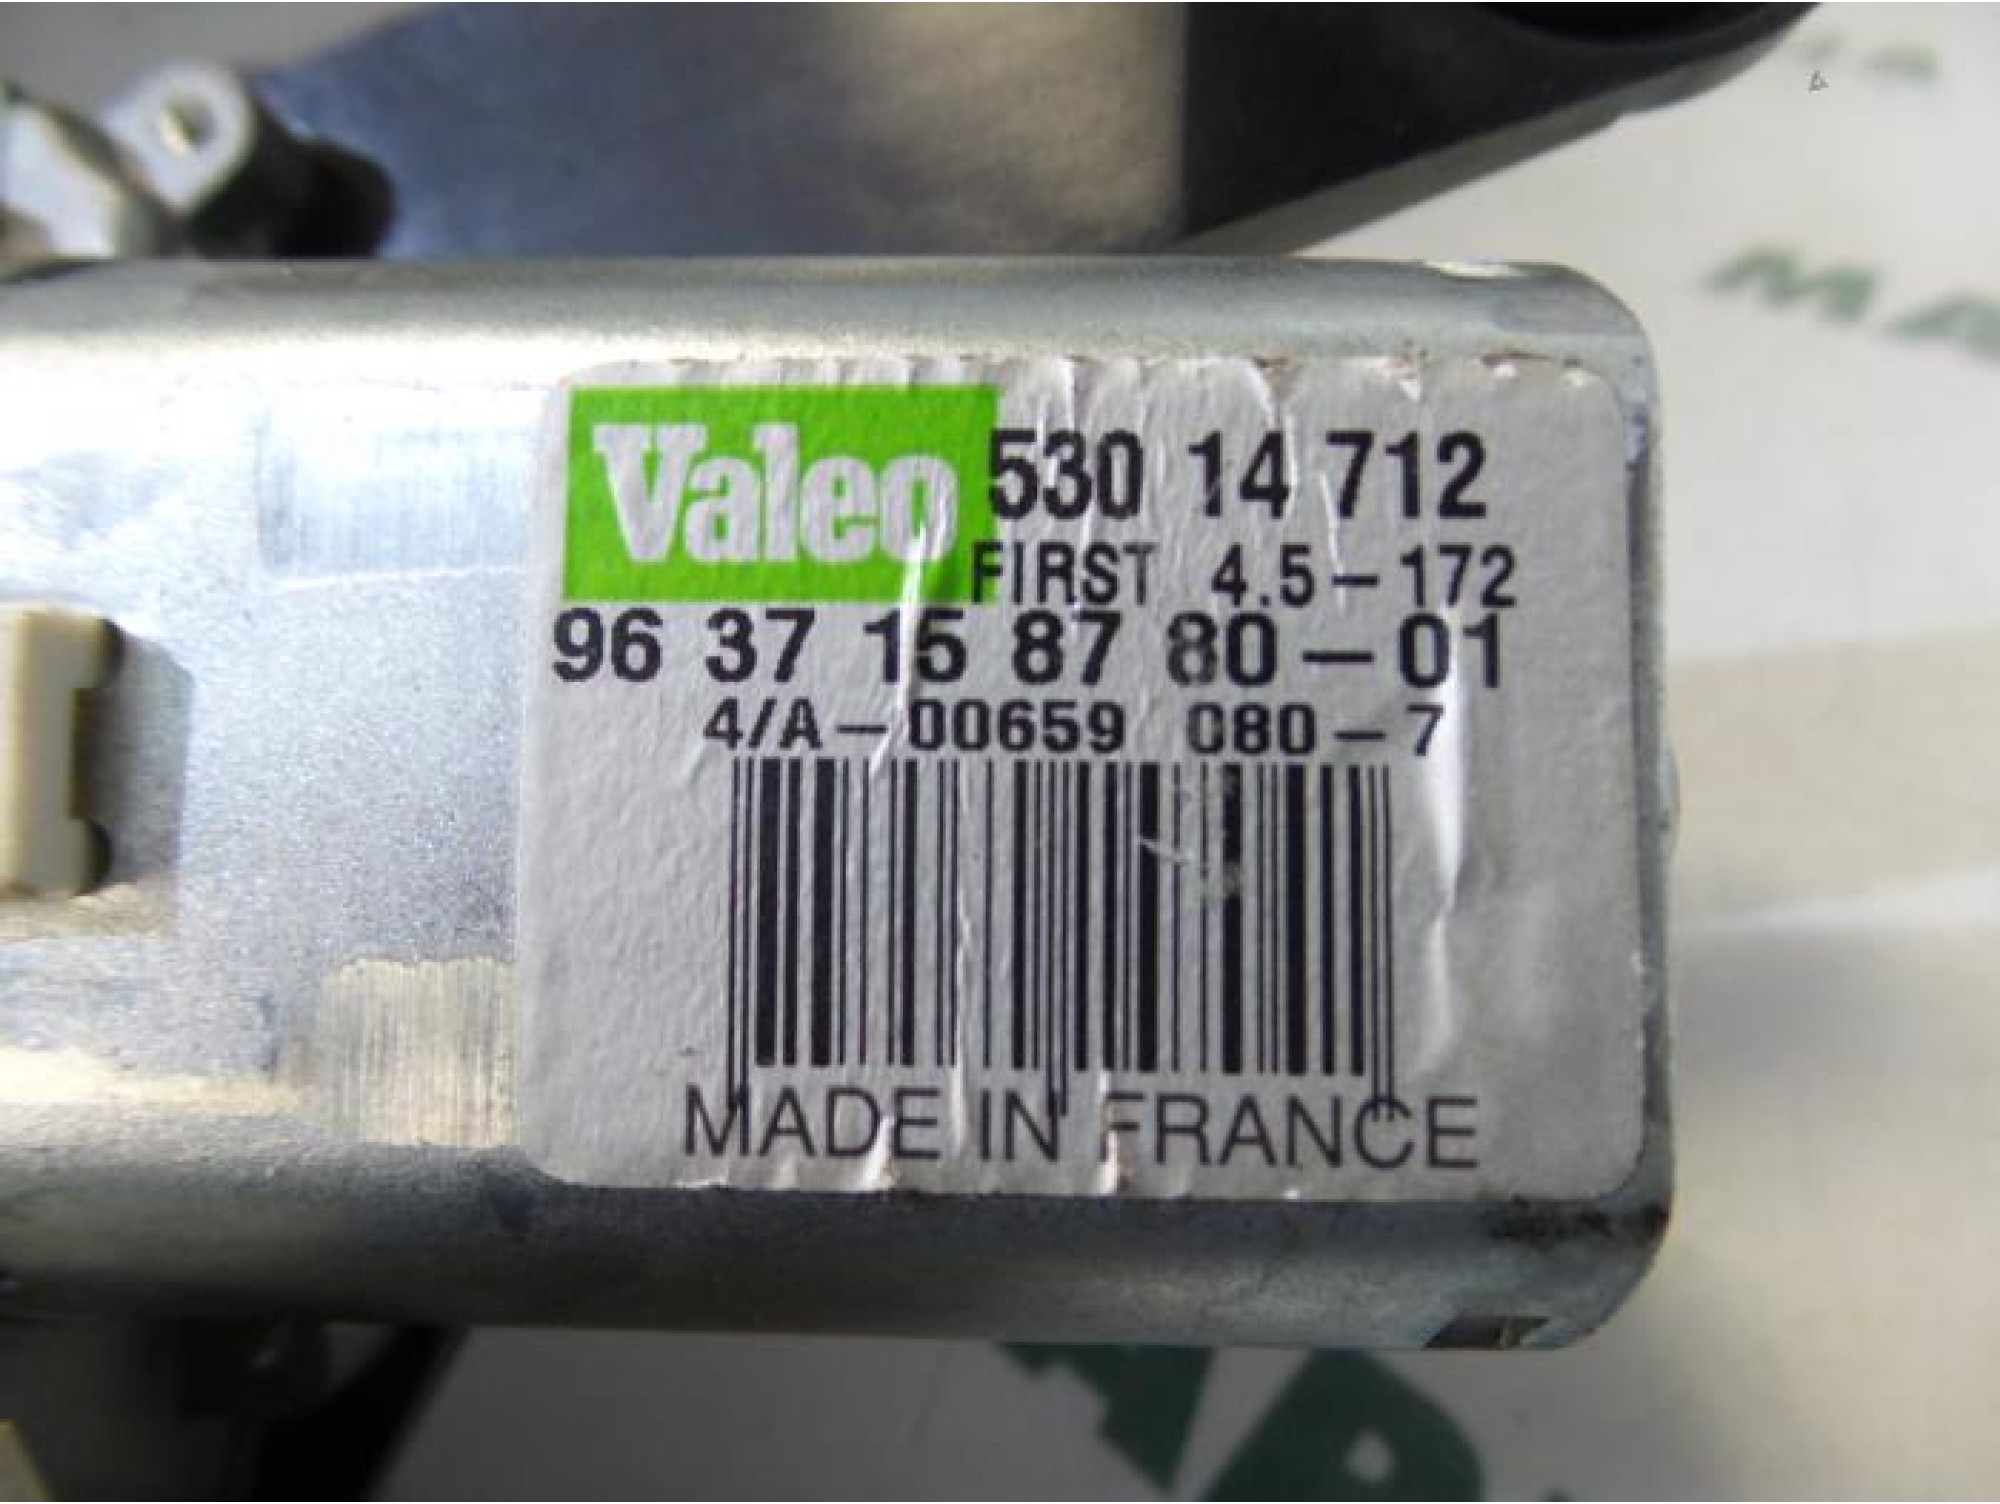 Valeo 530 14 712
FIRST 4.5-172
96 37 15 87 80-01
4/A-00659 080-7
MADE IN FRANCE